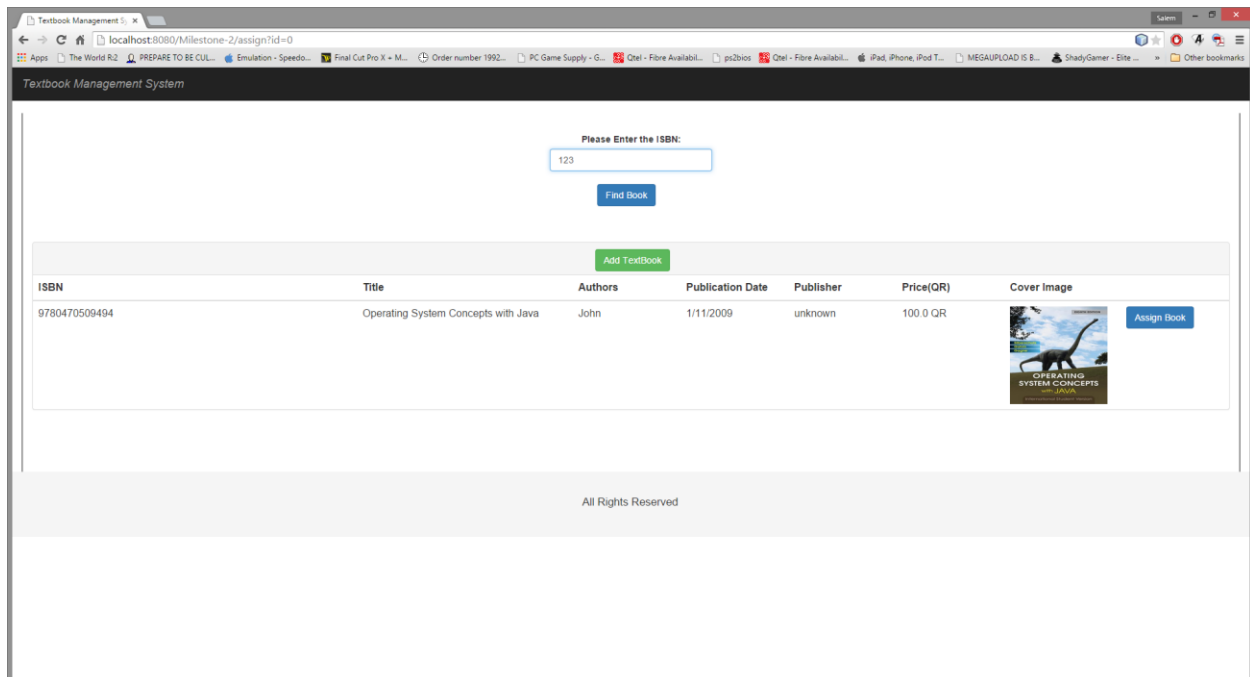 Textbook Management Sy
Saiem
localhost:8080/Milestone-2/assign?id=0
Apps The World R:2 PREPARE TO BE CUL... Emulation - Speedo... Final Cut Pro X + M... Order number 1992... PC Game Supply - G... Qtel - Fibre Availabil... ps2bios Qtel - Fibre Availabil... iPad, iPhone, iPod T... MEGAUPLOAD IS B... ShadyGamer - Elite ... » Other bookmarks
Textbook Management System
Please Enter the ISBN:
123
Find Book
Add TextBook
ISBN Title Authors Publication Date Publisher Price(QR) Cover Image
9780470509494 Operating System Concepts with Java John 1/11/2009 unknown 100.0 QR Assign Book
OPERATING
SYSTEM CONCEPTS
with JAVA
All Rights Reserved